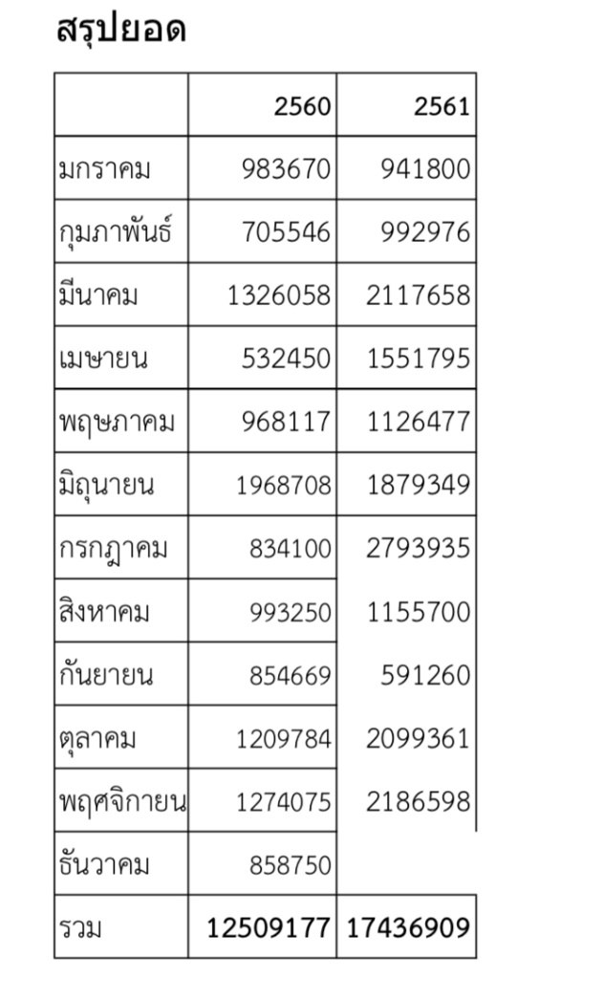 สรุปยอด
2560 2561
มกราคม 983670 941800
กุมภาพันธ์ 705546 992976
มีนาคม 1326058 2117658
เมษายน 532450 1551795
พฤษภาคม 968117 1126477
มิถุนายน 1968708 1879349
กรกฎาคม 834100 2793935
สิงหาคม 993250 1155700
กันยายน 854669 591260
ตุลาคม 1209784 2099361
พฤศจิกายน 1274075 2186598
ธันวาคม 858750
รวม 12509177 17436909